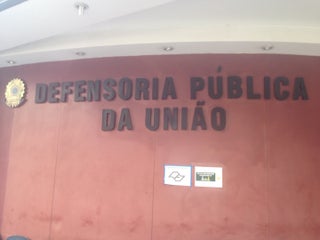 DEFENSORIA PÚBLICA
DA UNIÃO